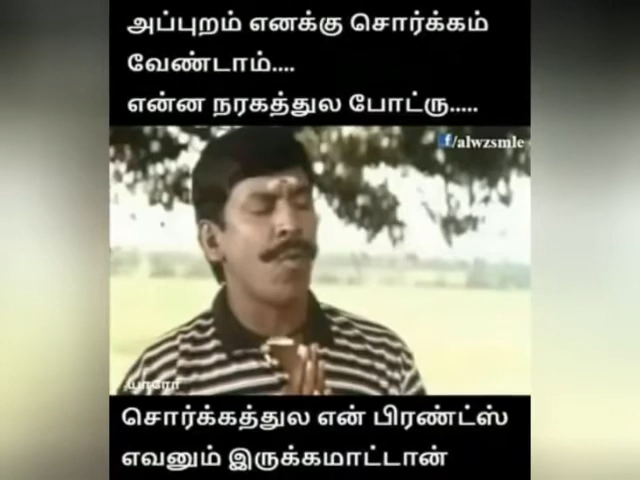 அப்புறம் எனக்கு சொர்க்கம்
வேண்டாம்....
என்ன நரகத்துல போட்ரு.....
f/alwzsmle
யாரோ
சொர்க்கத்துல என் பிரண்ட்ஸ்
எவனும் இருக்கமாட்டான்